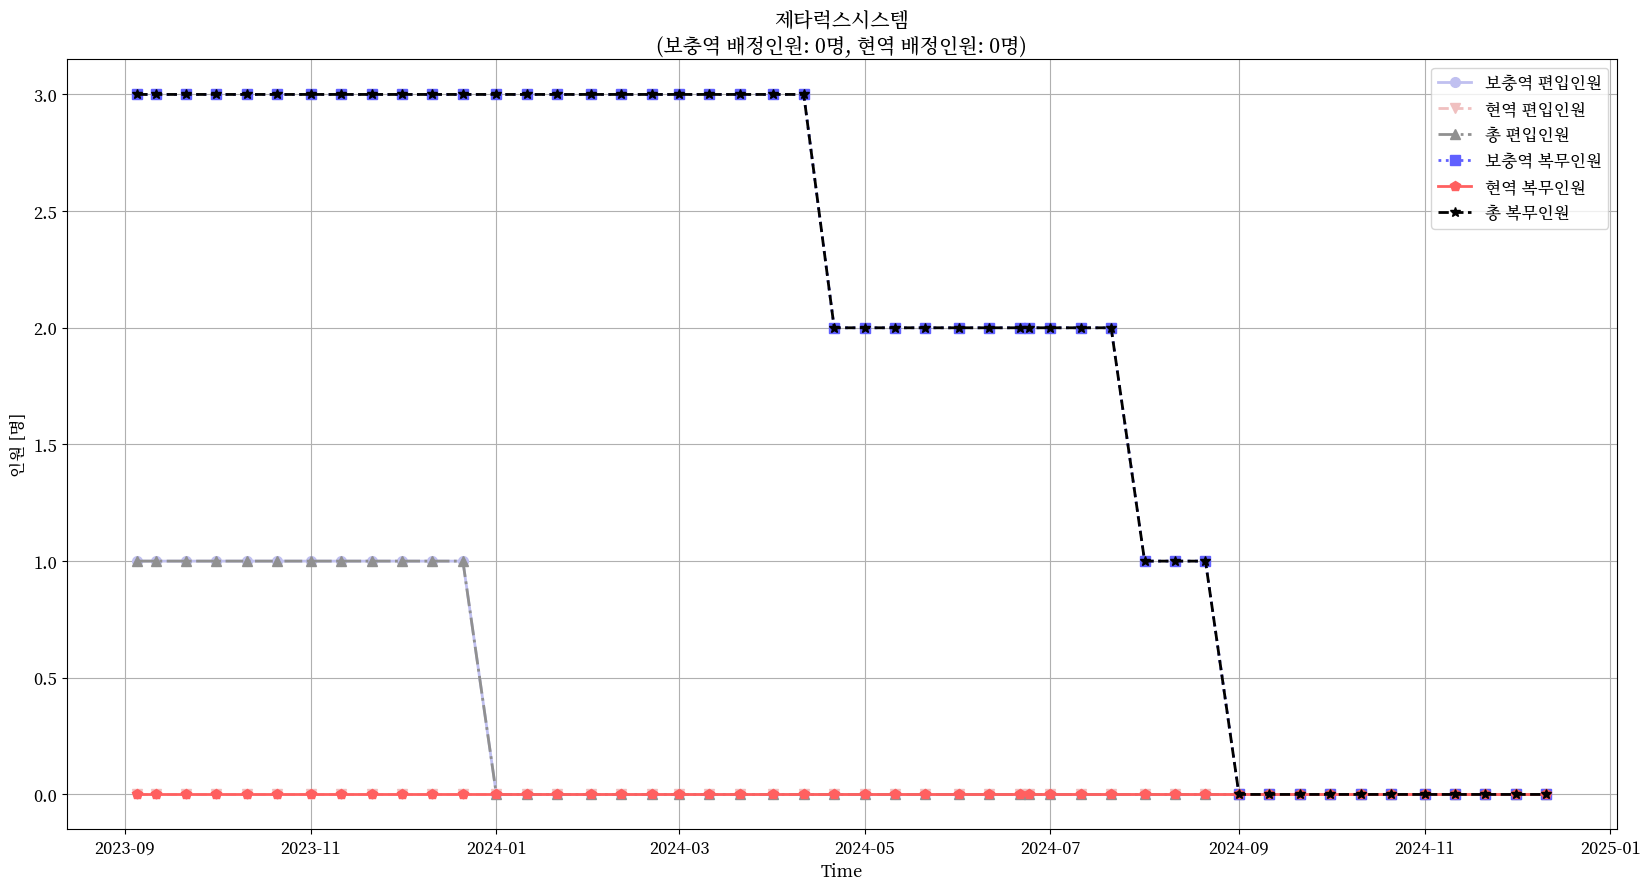 제타럭스시스템
(보충역 배정인원: 0명, 현역 배정인원: 0명)
보충역 편입인원
현역 편입인원
총 편입인원
보충역 복무인원
현역 복무인원
총 복무인원
인원 [명]
3.0
2.5
2.0
1.5
1.0
0.5
0.0
2023-09
2023-11
2024-01
2024-03
2024-05
2024-07
2024-09
2024-11
2025-01
Time